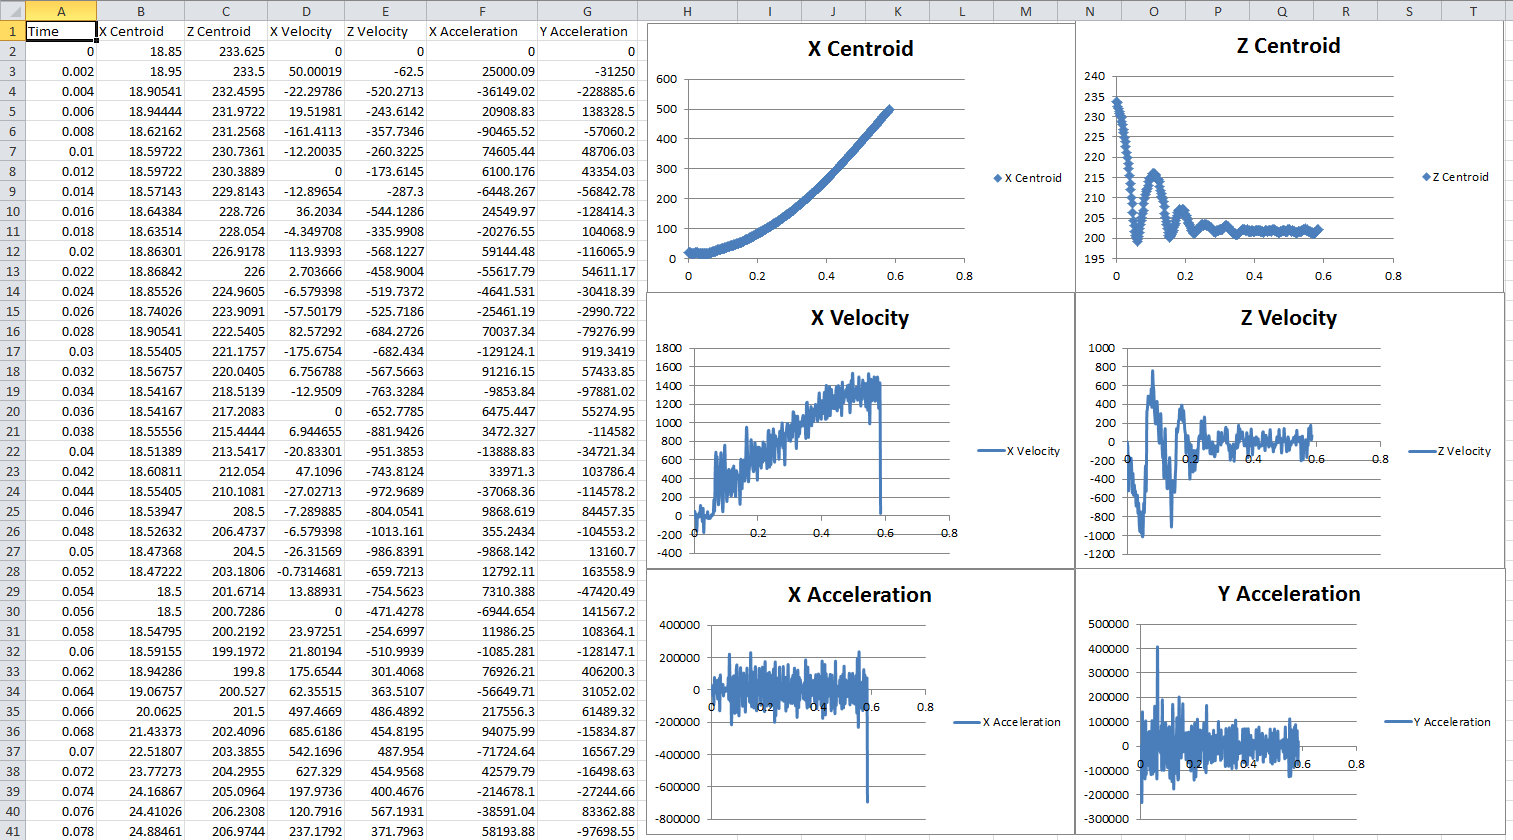 A B C D E F G H I J K L M N O P Q R S T
1 Time X Centroid Z Centroid X Velocity Z Velocity X Acceleration Y Acceleration
2 0 18.85 233.625 0 0 0 0
3 0.002 18.95 233.5 50.00019 -62.5 25000.09 -31250
4 0.004 18.90541 232.4595 -22.29786 -520.2713 -36149.02 -228885.6
5 0.006 18.94444 231.9722 19.51981 -243.6142 20908.83 138328.5
6 0.008 18.62162 231.2568 -161.4113 -357.7346 -90465.52 -57060.2
7 0.01 18.59722 230.7361 -12.20035 -260.3225 74605.44 48706.03
8 0.012 18.59722 230.3889 0 -173.6145 6100.176 43354.03
9 0.014 18.57143 229.8143 -12.89654 -287.3 -6448.267 -56842.78
10 0.016 18.64384 228.726 36.2034 -544.1286 24549.97 -128414.3
11 0.018 18.63514 228.054 -4.349708 -335.9908 -20276.55 104068.9
12 0.02 18.86301 226.9178 113.9393 -568.1227 59144.48 -116065.9
13 0.022 18.86842 226 2.703666 -458.9004 -55617.79 54611.17
14 0.024 18.85526 224.9605 -6.579398 -519.7372 -4641.531 -30418.39
15 0.026 18.74026 223.9091 -57.50179 -525.7186 -25461.19 -2990.722
16 0.028 18.90541 222.5405 82.57292 -684.2726 70037.34 -79276.99
17 0.03 18.55405 221.1757 -175.6754 -682.434 -129124.1 919.3419
18 0.032 18.56757 220.0405 6.756788 -567.5663 91216.15 57433.85
19 0.034 18.54167 218.5139 -12.9509 -763.3284 -9853.84 -97881.02
20 0.036 18.54167 217.2083 0 -652.7785 6475.447 55274.95
21 0.038 18.55556 215.4444 6.944655 -881.9426 3472.327 -114582
22 0.04 18.51389 213.5417 -20.83301 -951.3853 -13888.83 -34721.34
23 0.042 18.60811 212.054 47.1096 -743.8124 33971.3 103786.4
24 0.044 18.55405 210.1081 -27.02713 -972.9689 -37068.36 -114578.2
25 0.046 18.53947 208.5 -7.289885 -804.0541 9868.619 84457.35
26 0.048 18.52632 206.4737 -6.579398 -1013.161 355.2434 -104553.2
27 0.05 18.47368 204.5 -26.31569 -986.8391 -9868.142 13160.7
28 0.052 18.47222 203.1806 -0.7314681 -659.7213 12792.11 163558.9
29 0.054 18.5 201.6714 13.88931 -754.5623 7310.388 -47420.49
30 0.056 18.5 200.7286 0 -471.4278 -6944.654 141567.2
31 0.058 18.54795 200.2192 23.97251 -254.6997 11986.25 108364.1
32 0.06 18.59155 199.1972 21.80194 -510.9939 -1085.281 -128147.1
33 0.062 18.94286 199.8 175.6544 301.4068 76926.21 406200.3
34 0.064 19.06757 200.527 62.35515 363.5107 -56649.71 31052.02
35 0.066 20.0625 201.5 497.4669 486.4892 217556.3 61489.32
36 0.068 21.43373 202.4096 685.6186 454.8195 94075.99 -15834.87
37 0.07 22.51807 203.3855 542.1696 487.954 -71724.64 16567.29
38 0.072 23.77273 204.2955 627.329 454.9568 42579.79 -16498.63
39 0.074 24.16867 205.0964 197.9736 400.4676 -214678.1 -27244.66
40 0.076 24.41026 206.2308 120.7916 567.1931 -38591.04 83362.88
41 0.078 24.88461 206.9744 237.1792 371.7963 58193.88 -97698.55
X Centroid
600
500
400
300
200
100
0
0 0.2 0.4 0.6 0.8
X Centroid
Z Centroid
240
235
230
225
220
215
210
205
200
195
0 0.2 0.4 0.6 0.8
Z Centroid
X Velocity
1800
1600
1400
1200
1000
800
600
400
200
0
-200
-400
0 0.2 0.4 0.6 0.8
X Velocity
Z Velocity
1000
800
600
400
200
0
-200
-400
-600
-800
-1000
-1200
0 0.2 0.4 0.6 0.8
Z Velocity
X Acceleration
400000
200000
0
-200000
-400000
-600000
-800000
0 0.2 0.4 0.6 0.8
X Acceleration
Y Acceleration
500000
400000
300000
200000
100000
0
-100000
-200000
-300000
0 0.2 0.4 0.6 0.8
Y Acceleration